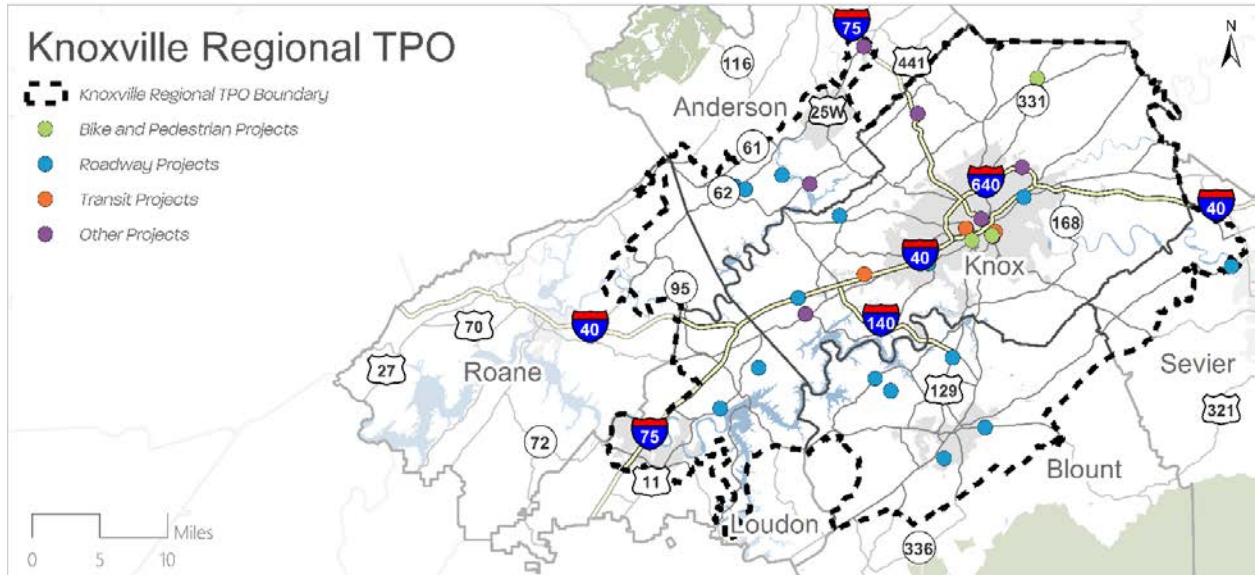 Knoxville Regional TPO
Knoxville Regional TPO Boundary
Bike and Pedestrian Projects
Roadway Projects
Transit Projects
Other Projects
75
N
441
116
331
Anderson
25W
61
640
62
40
168
40
Knox
95
140
70
40
Sevier
27
Roane
129
321
75
72
Blount
11
Loudon
336
Miles
0 5 10